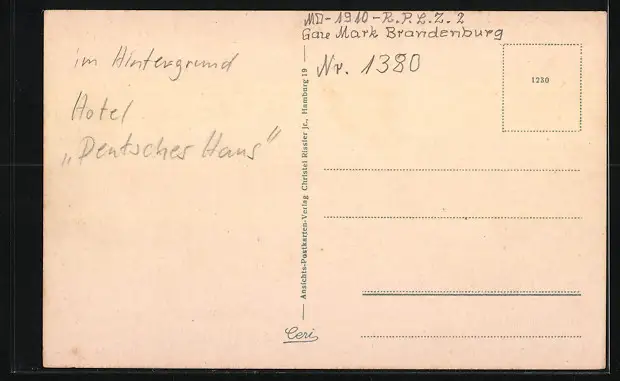 im Hintergrund
Hotel
„Deutsches Haus"
MD-1910-R.P.L.Z.2
Gau Mark Brandenburg
Nr. 1380
1230
Ansichts-Postkarten-Verlag Christel Rissler jr., Hamburg 19
Ceri